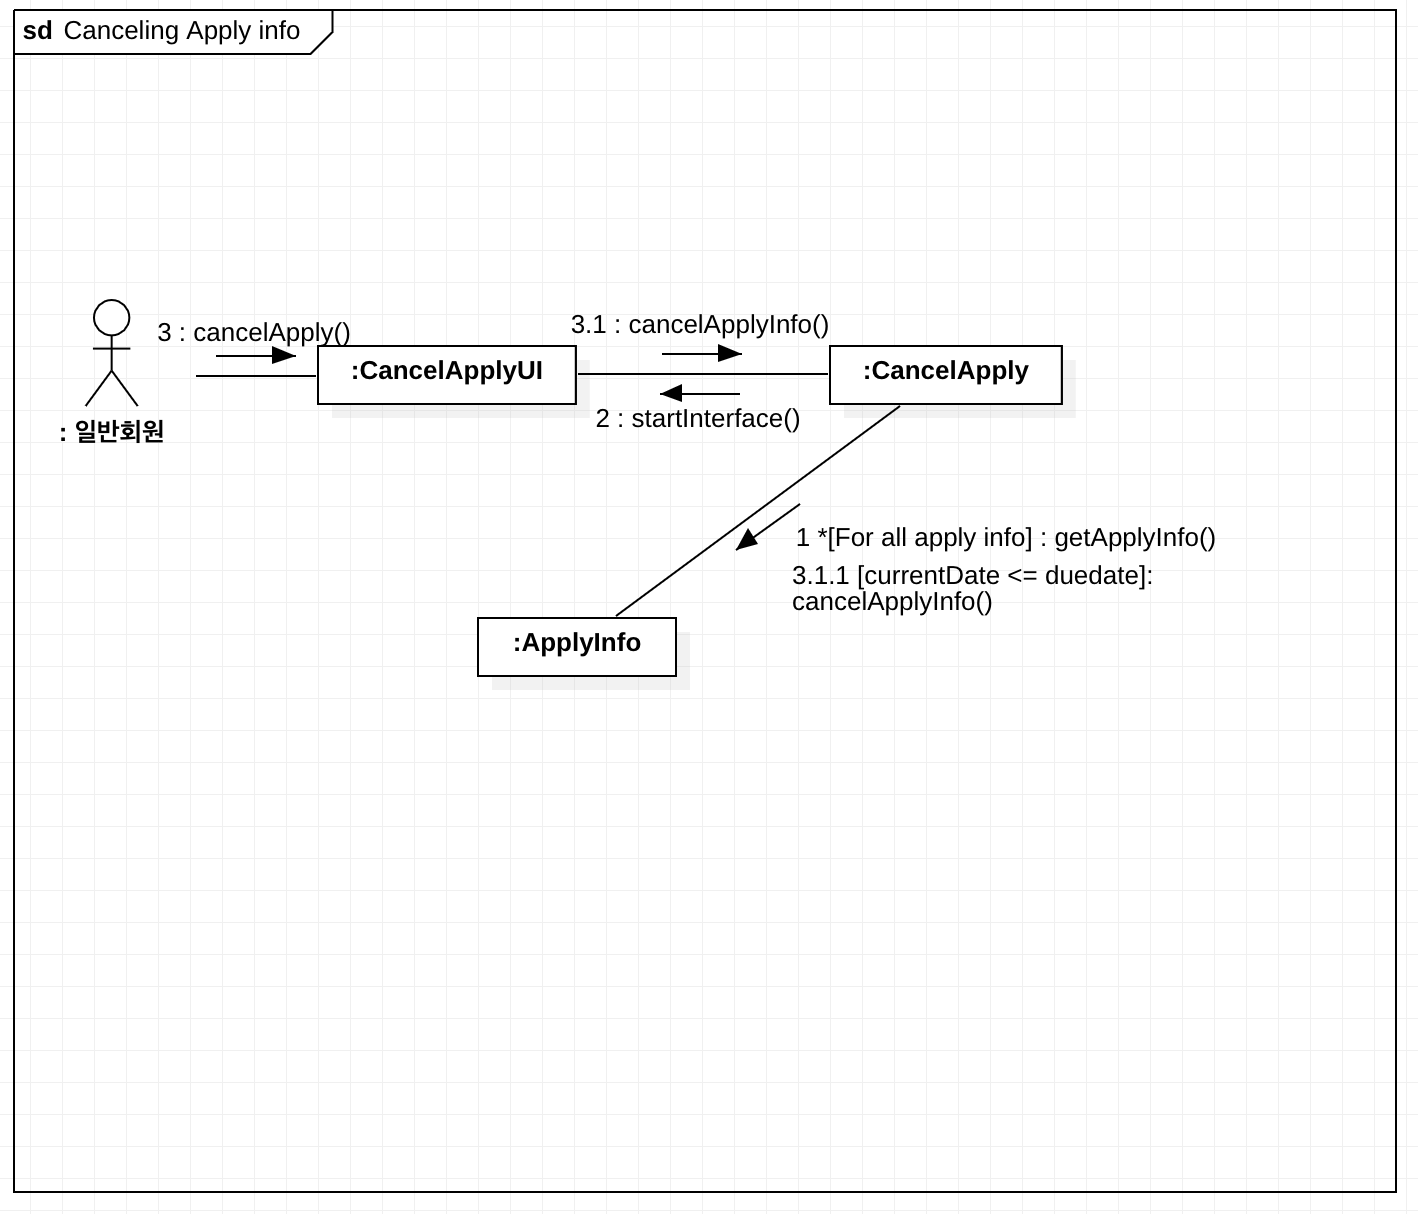 sd Canceling Apply info
3 : cancelApply()
3.1 : cancelApplyInfo()
:CancelApplyUI
:CancelApply
2 : startInterface()
: 일반회원
1 *[For all apply info] : getApplyInfo()
3.1.1 [currentDate <= duedate]:
cancelApplyInfo()
:ApplyInfo